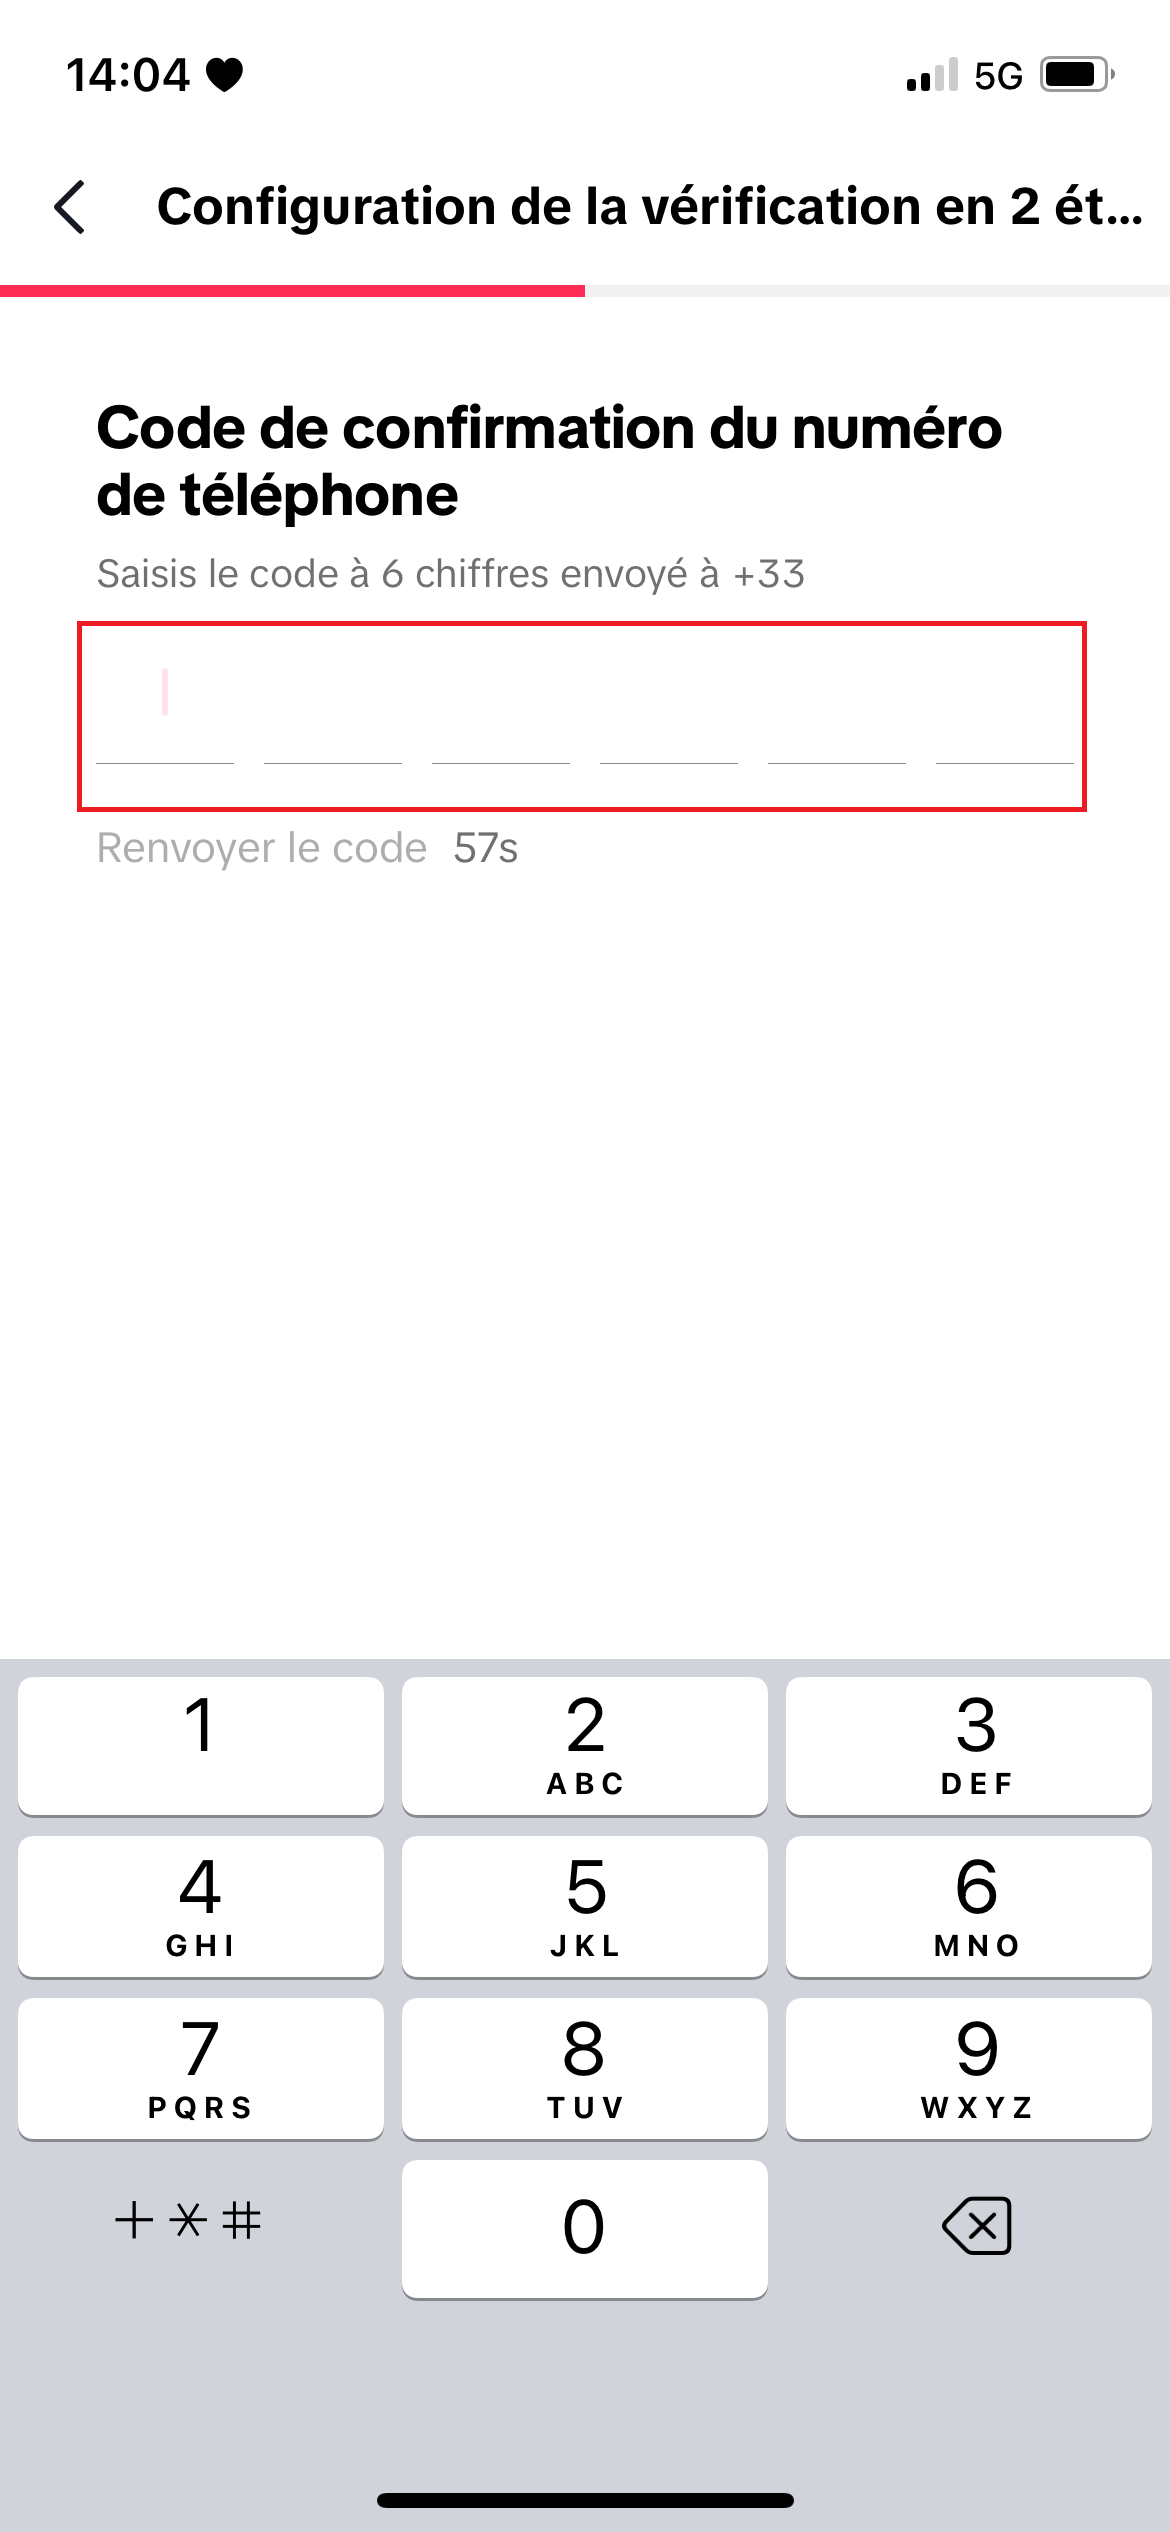 14:04 5G
Configuration de la vérification en 2 ét...
Code de confirmation du numéro
de téléphone
Saisis le code à 6 chiffres envoyé à +33
Renvoyer le code 57s
1 2 3
ABC DEF
4 5 6
GHI JKL MNO
7 8 9
PQRS TUV WXYZ
+*# 0